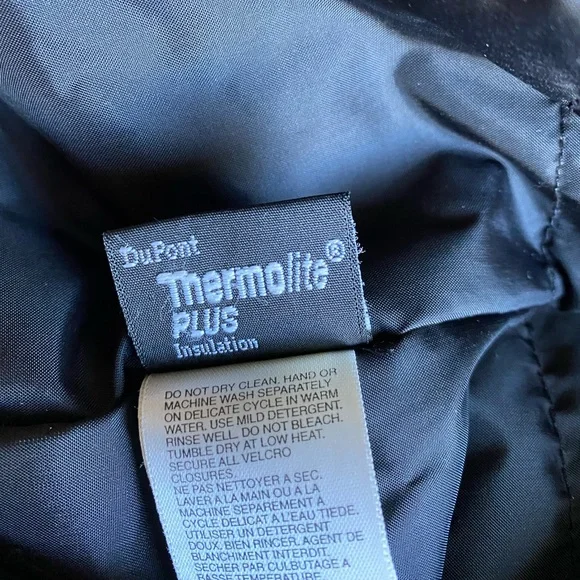 DuPont
Thermolite®
PLUS
Insulation
DO NOT DRY CLEAN. HAND OR
MACHINE WASH SEPARATELY
ON DELICATE CYCLE IN WARM
WATER. USE MILD DETERGENT.
RINSE WELL. DO NOT BLEACH.
TUMBLE DRY AT LOW HEAT.
SECURE ALL VELCRO
CLOSURES.
NE PAS NETTOYER A SEC.
LAVER A LA MAIN OU A LA
MACHINE SEPAREMENT A
CYCLE DELICAT A L'EAU TIEDE.
UTILISER UN DETERGENT
DOUX. BIEN RINCER. AGENT DE
BLANCHIMENT INTERDIT.
SECHER PAR CULBUTAGE A
BASSE TEMPERATURE